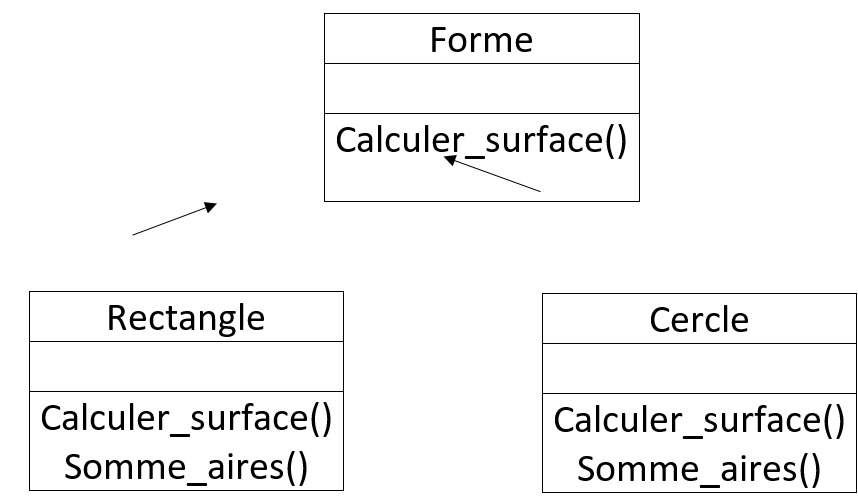 Forme
Calculer_surface()
Rectangle
Calculer_surface()
Somme_aires()
Cercle
Calculer_surface()
Somme_aires()